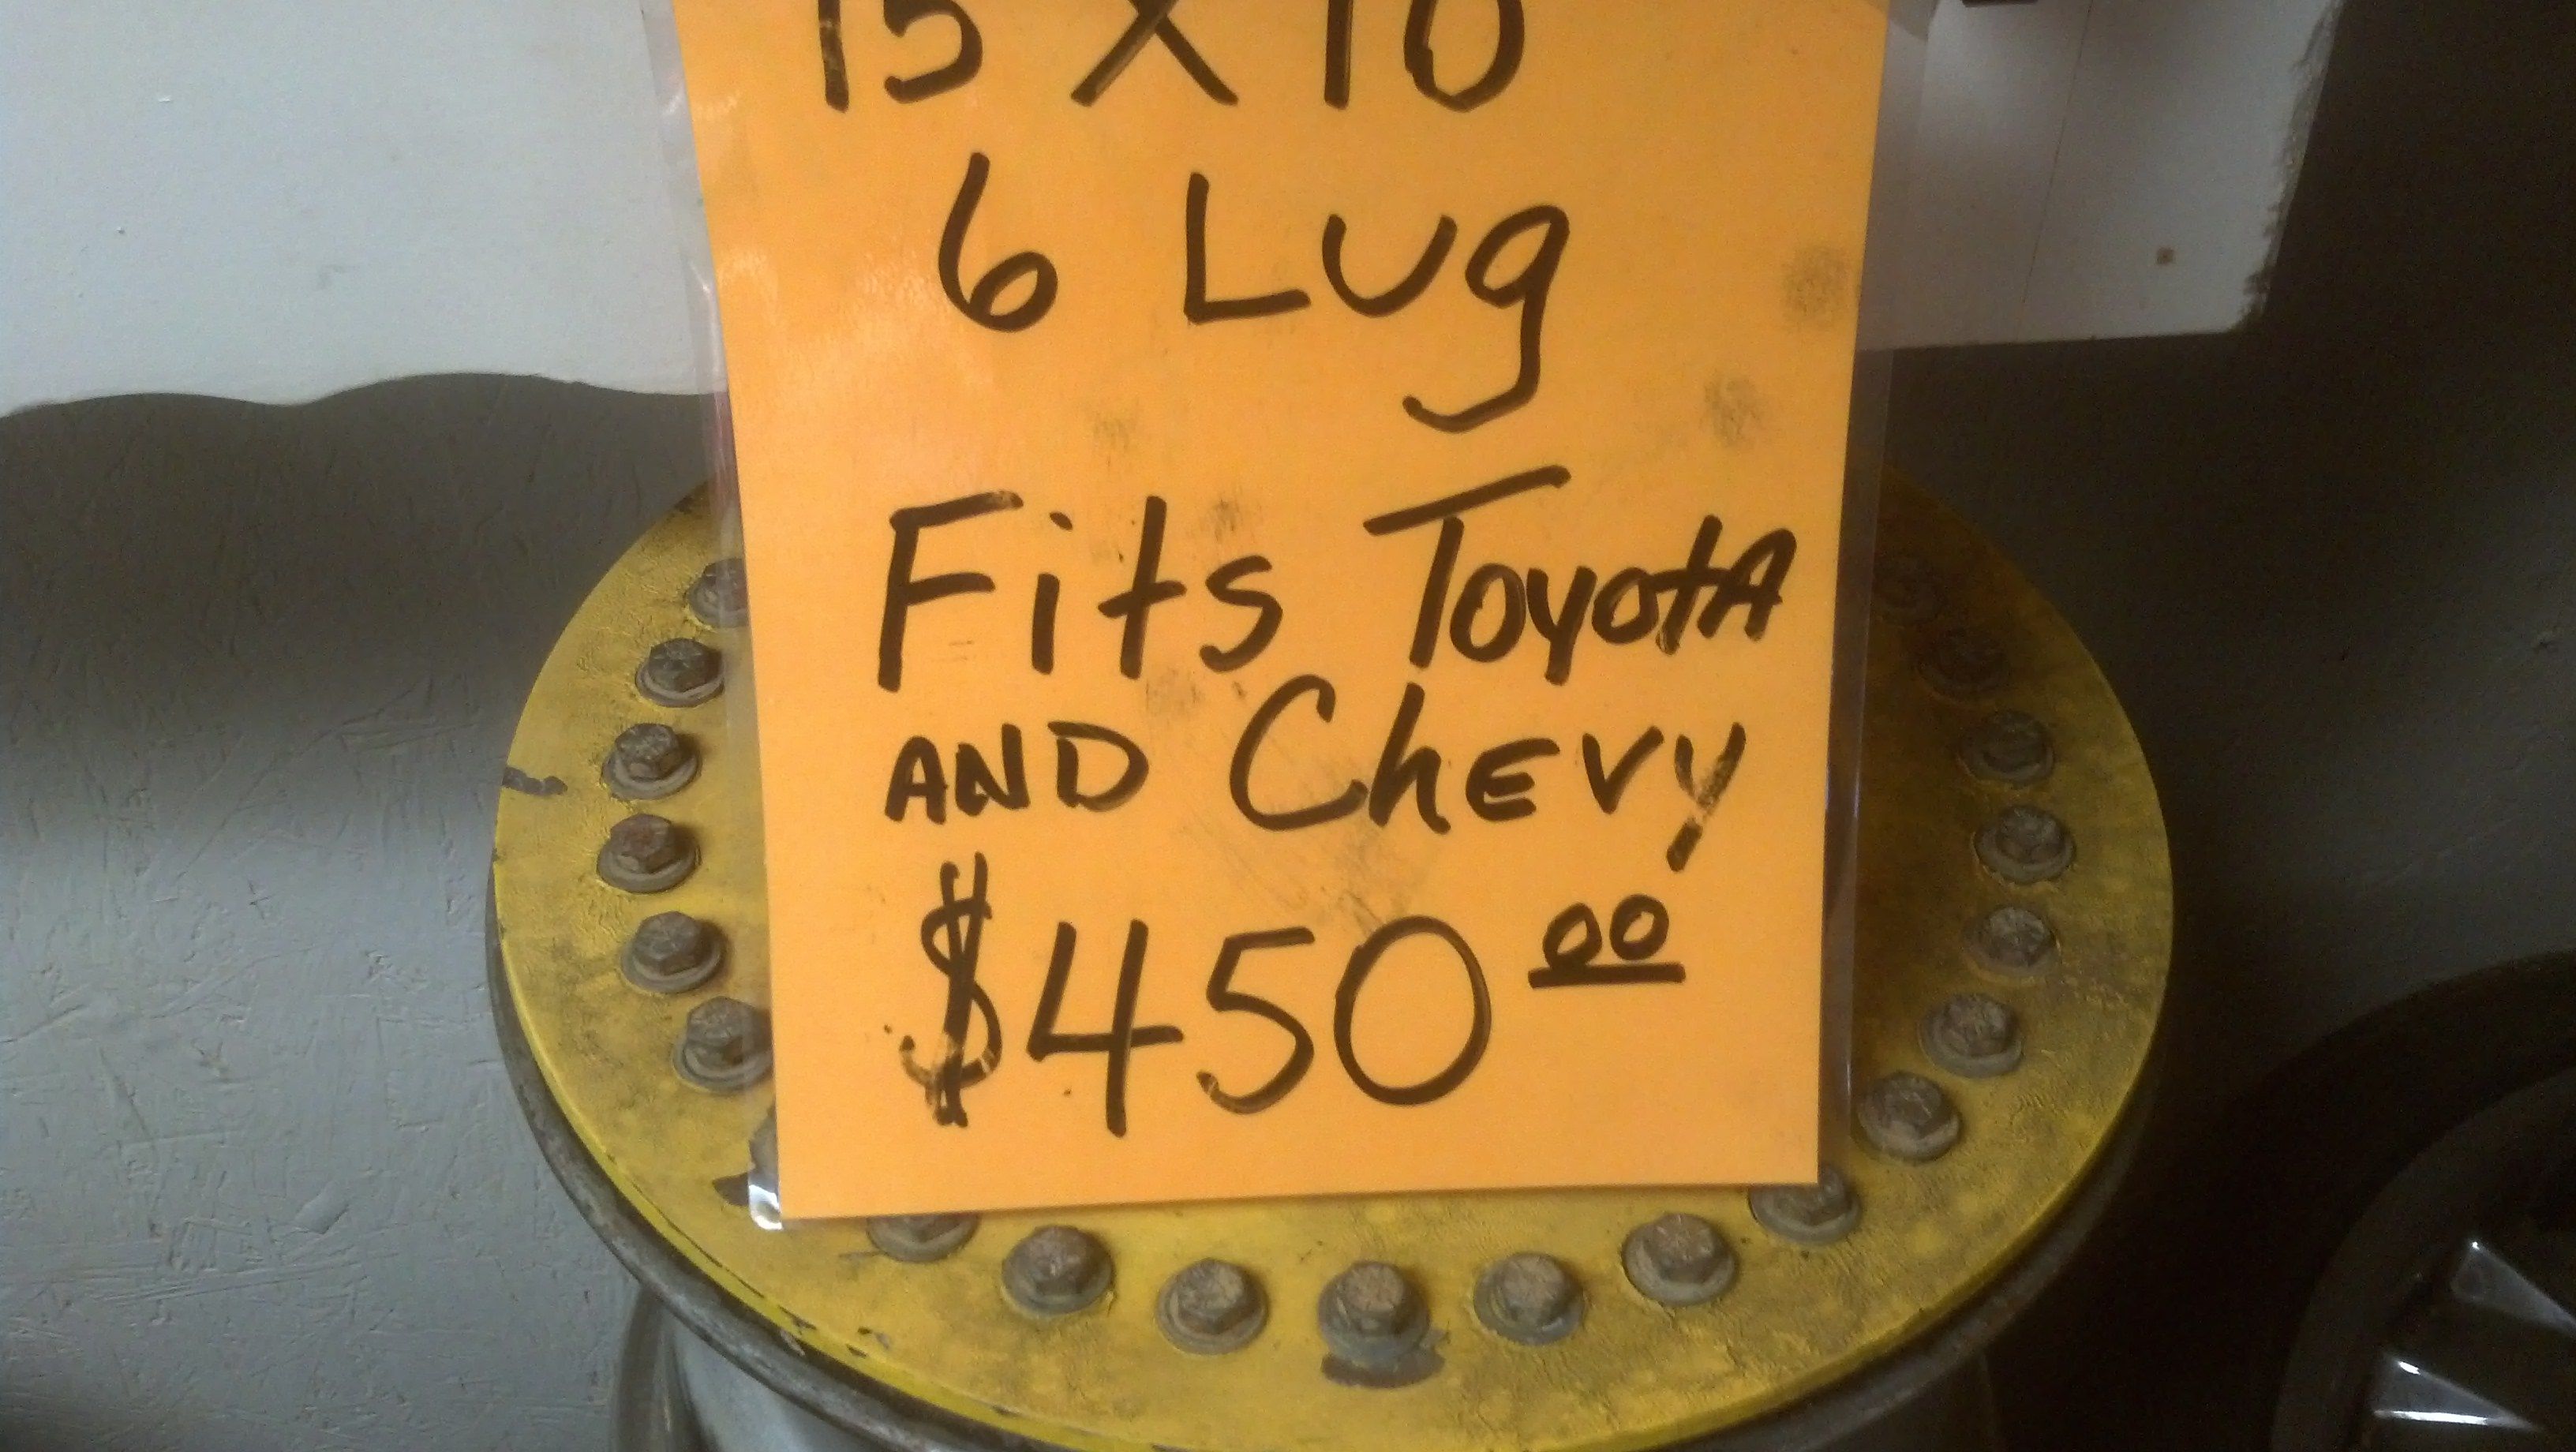 15 X 10
6 Lug
Fits Toyota
AND Chevy
$450.00